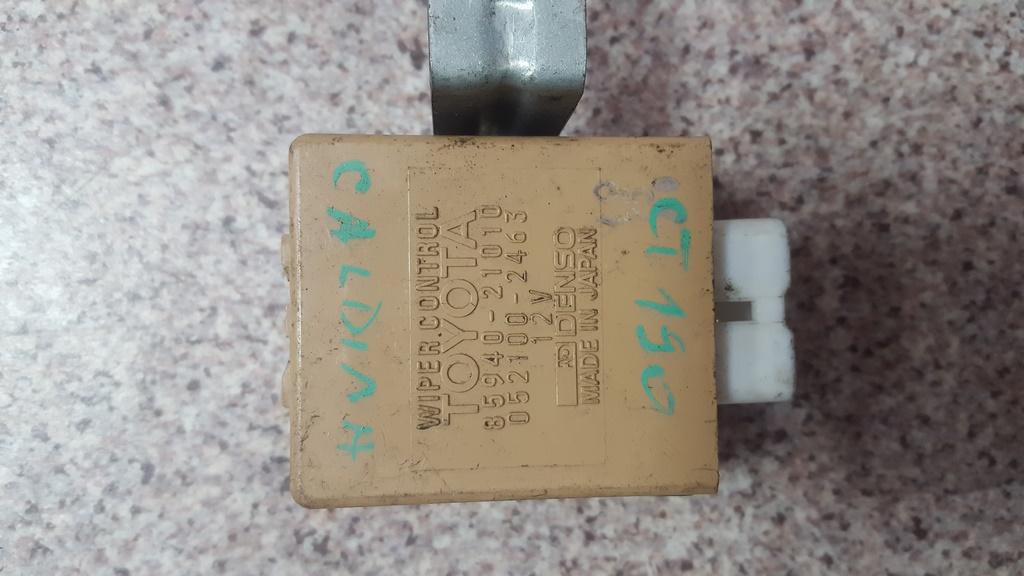 CALDINA
WIPER.CONTROL
TOYOTA
85940-21010
052100-2463
12V
DENSO
MADE IN JAPAN
CT 190